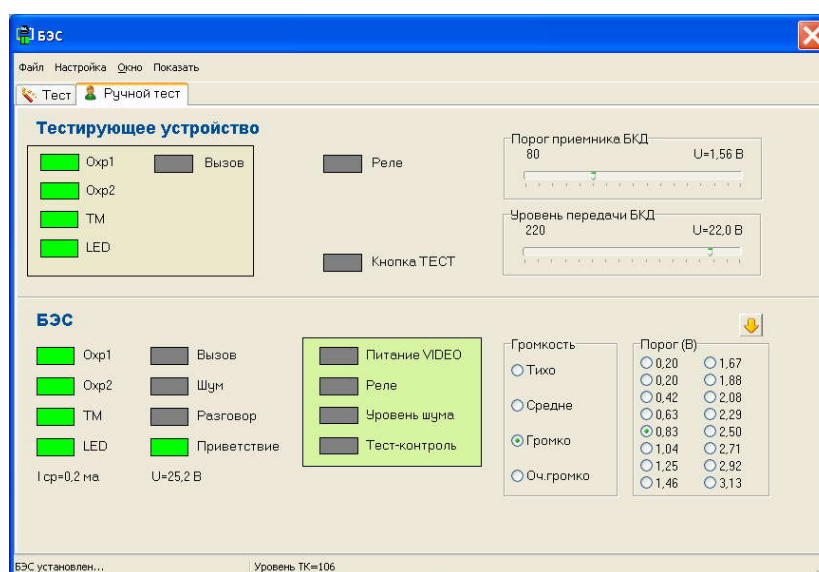 БЭС
Файл Настройка Окно Показать
Тест Ручной тест
Тестирующее устройство
Охр1 Вызов Реле
Охр2
ТМ
LED
Кнопка ТЕСТ
Порог приемника БКД
80 U=1,56 В
Уровень передачи БКД
220 U=22,0 В
БЭС
Охр1 Вызов Питание VIDEO
Охр2 Шум Реле
ТМ Разговор Уровень шума
LED Приветствие Тест-контроль
I ср=0,2 ма U=25,2 В
Громкость
Тихо
Средне
Громко
Оч.громко
Порог (В)
0,20 1,67
0,20 1,88
0,42 2,08
0,63 2,29
0,83 2,50
1,04 2,71
1,25 2,92
1,46 3,13
БЭС установлен... Уровень ТК=106